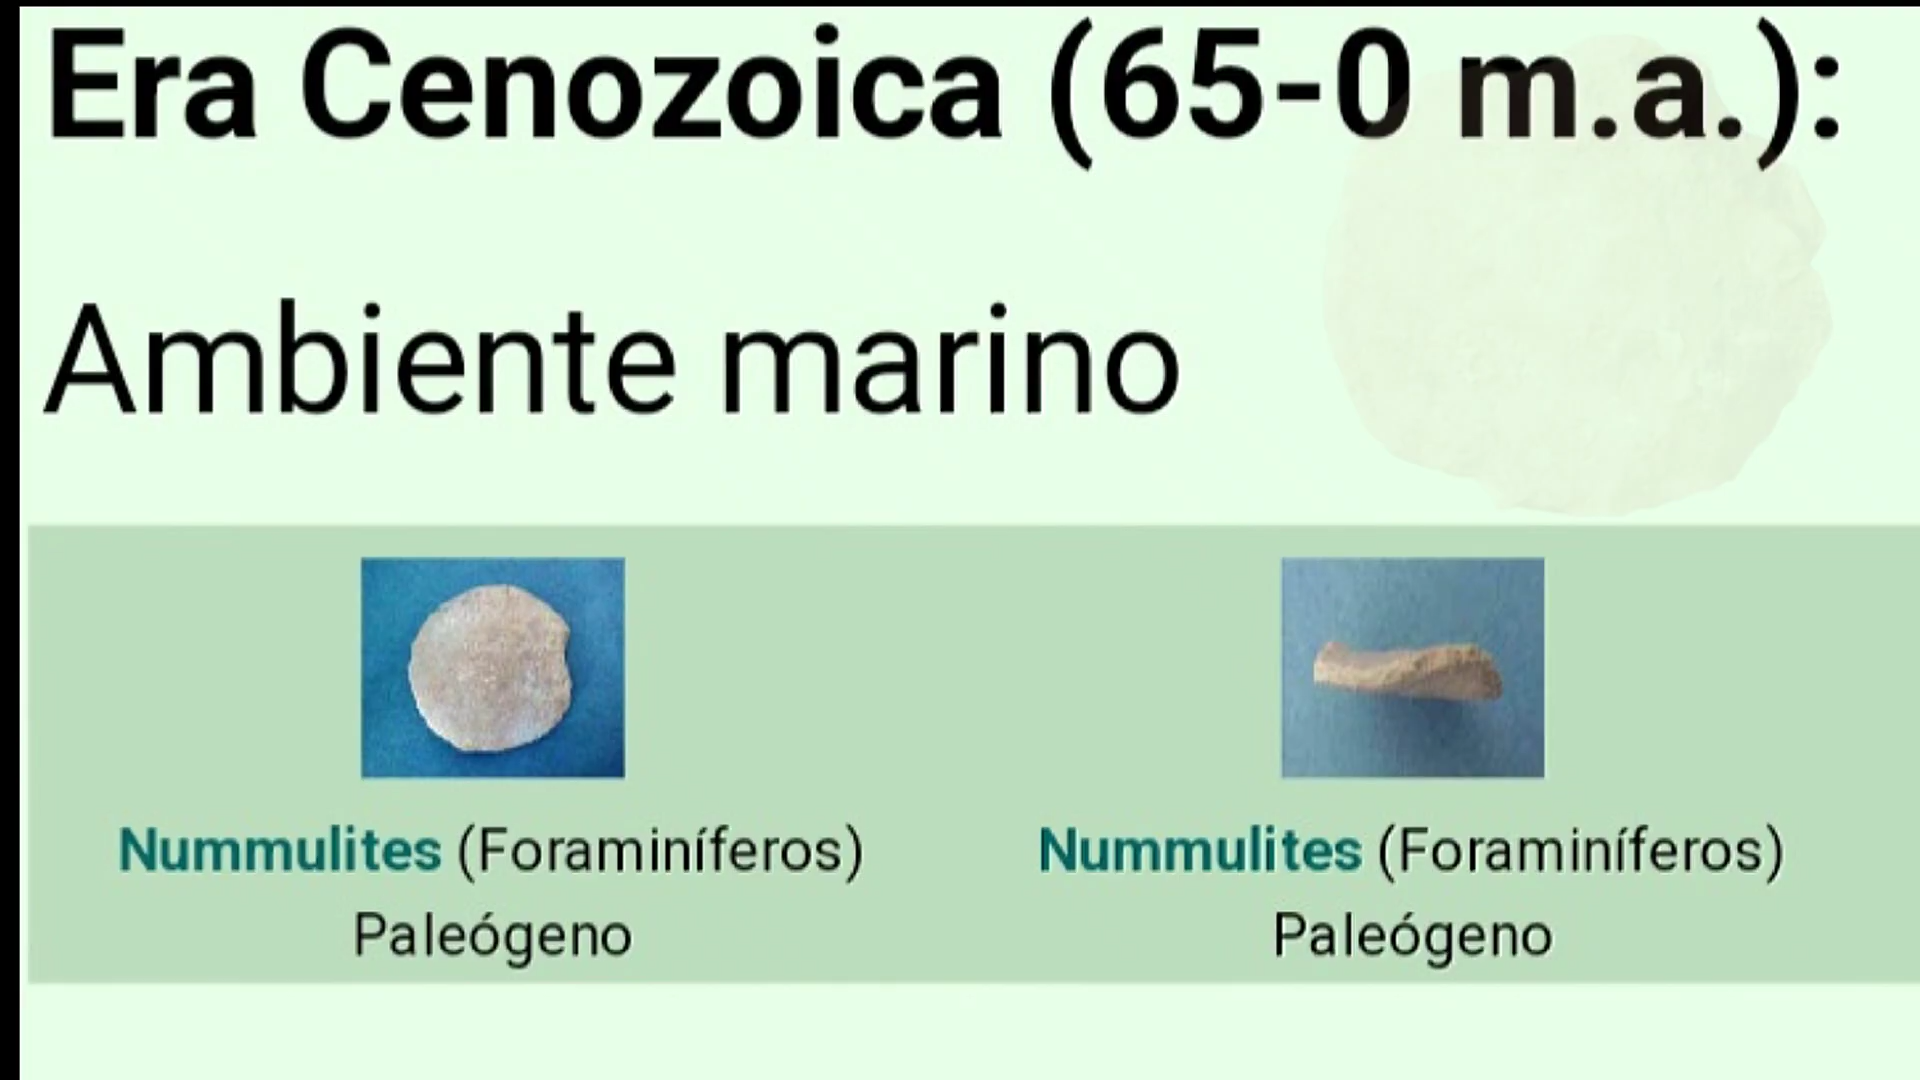 Era Cenozoica (65-0 m.a.):
Ambiente marino
Nummulites (Foraminíferos)
Paleógeno
Nummulites (Foraminíferos)
Paleógeno